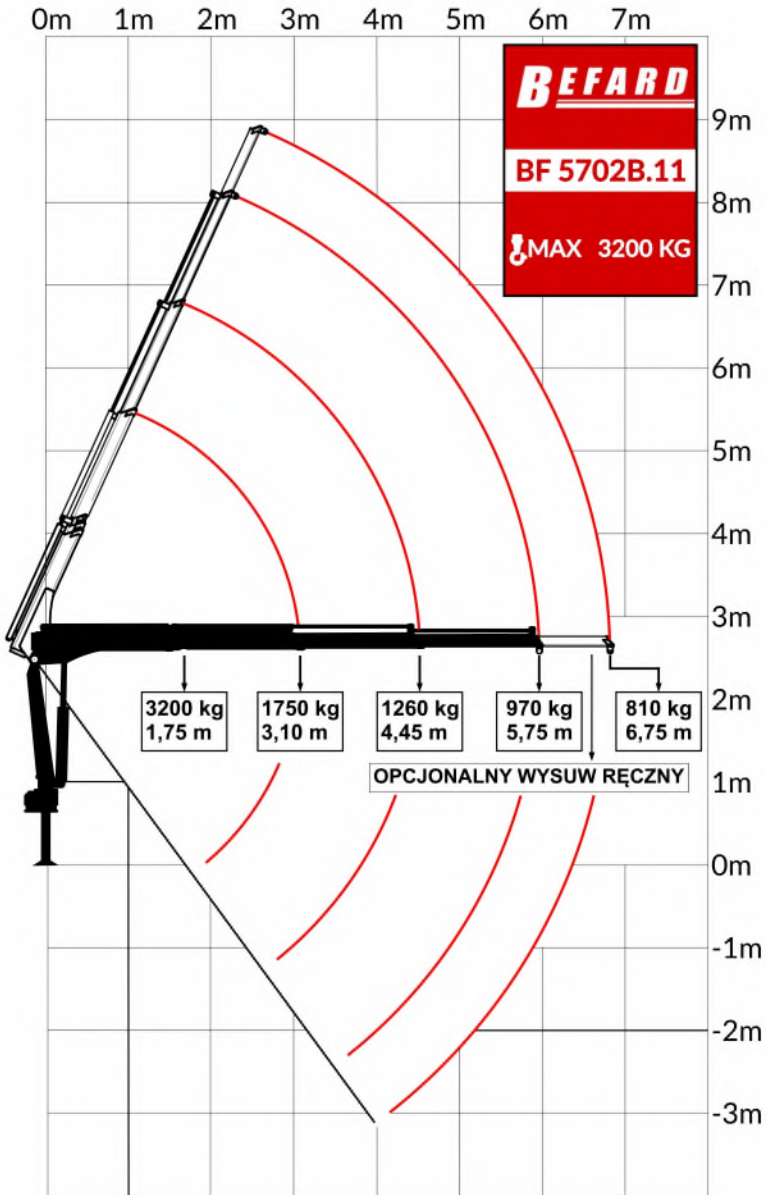 0m 1m 2m 3m 4m 5m 6m 7m
BEFARD
9m
BF 5702B.11
8m
MAX 3200 KG
7m
6m
5m
4m
3m
2m
3200 kg
1,75 m
1750 kg
3,10 m
1260 kg
4,45 m
970 kg
5,75 m
810 kg
6,75 m
OPCJONALNY WYSUW RĘCZNY
1m
0m
-1m
-2m
-3m